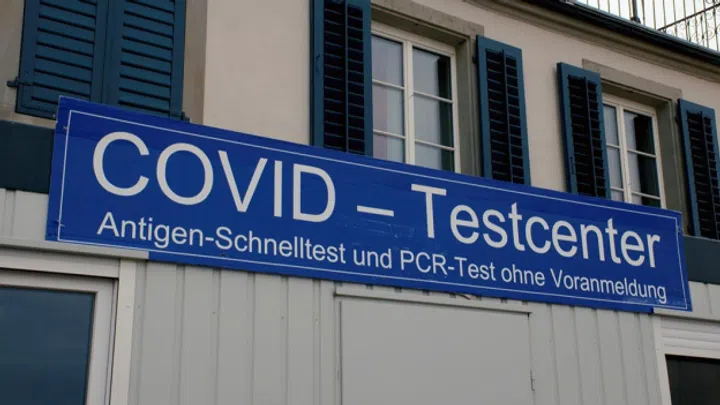 COVID – Testcenter
Antigen-Schnelltest und PCR-Test ohne Voranmeldung